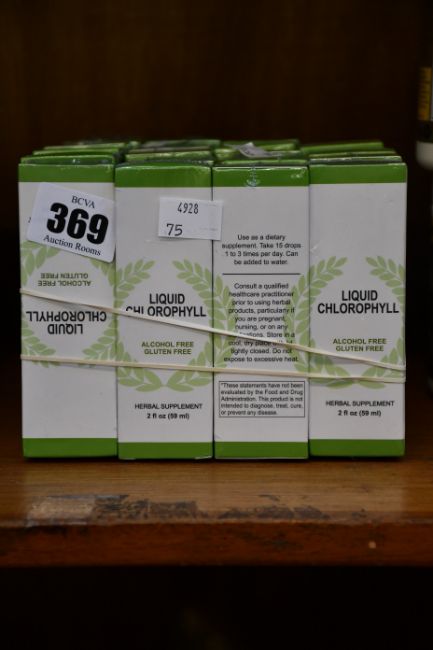 BCVA
369
Auction Rooms
ALCOHOL FREE
GLUTEN FREE
LIQUID
CHLOROPHYLL
4928
75
LIQUID
CHLOROPHYLL
ALCOHOL FREE
GLUTEN FREE
HERBAL SUPPLEMENT
2 fl oz (59 ml)
Use as a dietary
supplement. Take 15 drops
1 to 3 times per day. Can
be added to water.
Consult a qualified
healthcare practitioner
prior to using herbal
products, particularly if
you are pregnant,
nursing, or on any
Store in a
cool, dry place
tightly closed. Do not
expose to excessive heat.
*These statements have not been
evaluated by the Food and Drug
Administration. This product is not
intended to diagnose, treat, cure,
or prevent any disease.
LIQUID
CHLOROPHYLL
ALCOHOL FREE
GLUTEN FREE
HERBAL SUPPLEMENT
2 fl oz (59 ml)